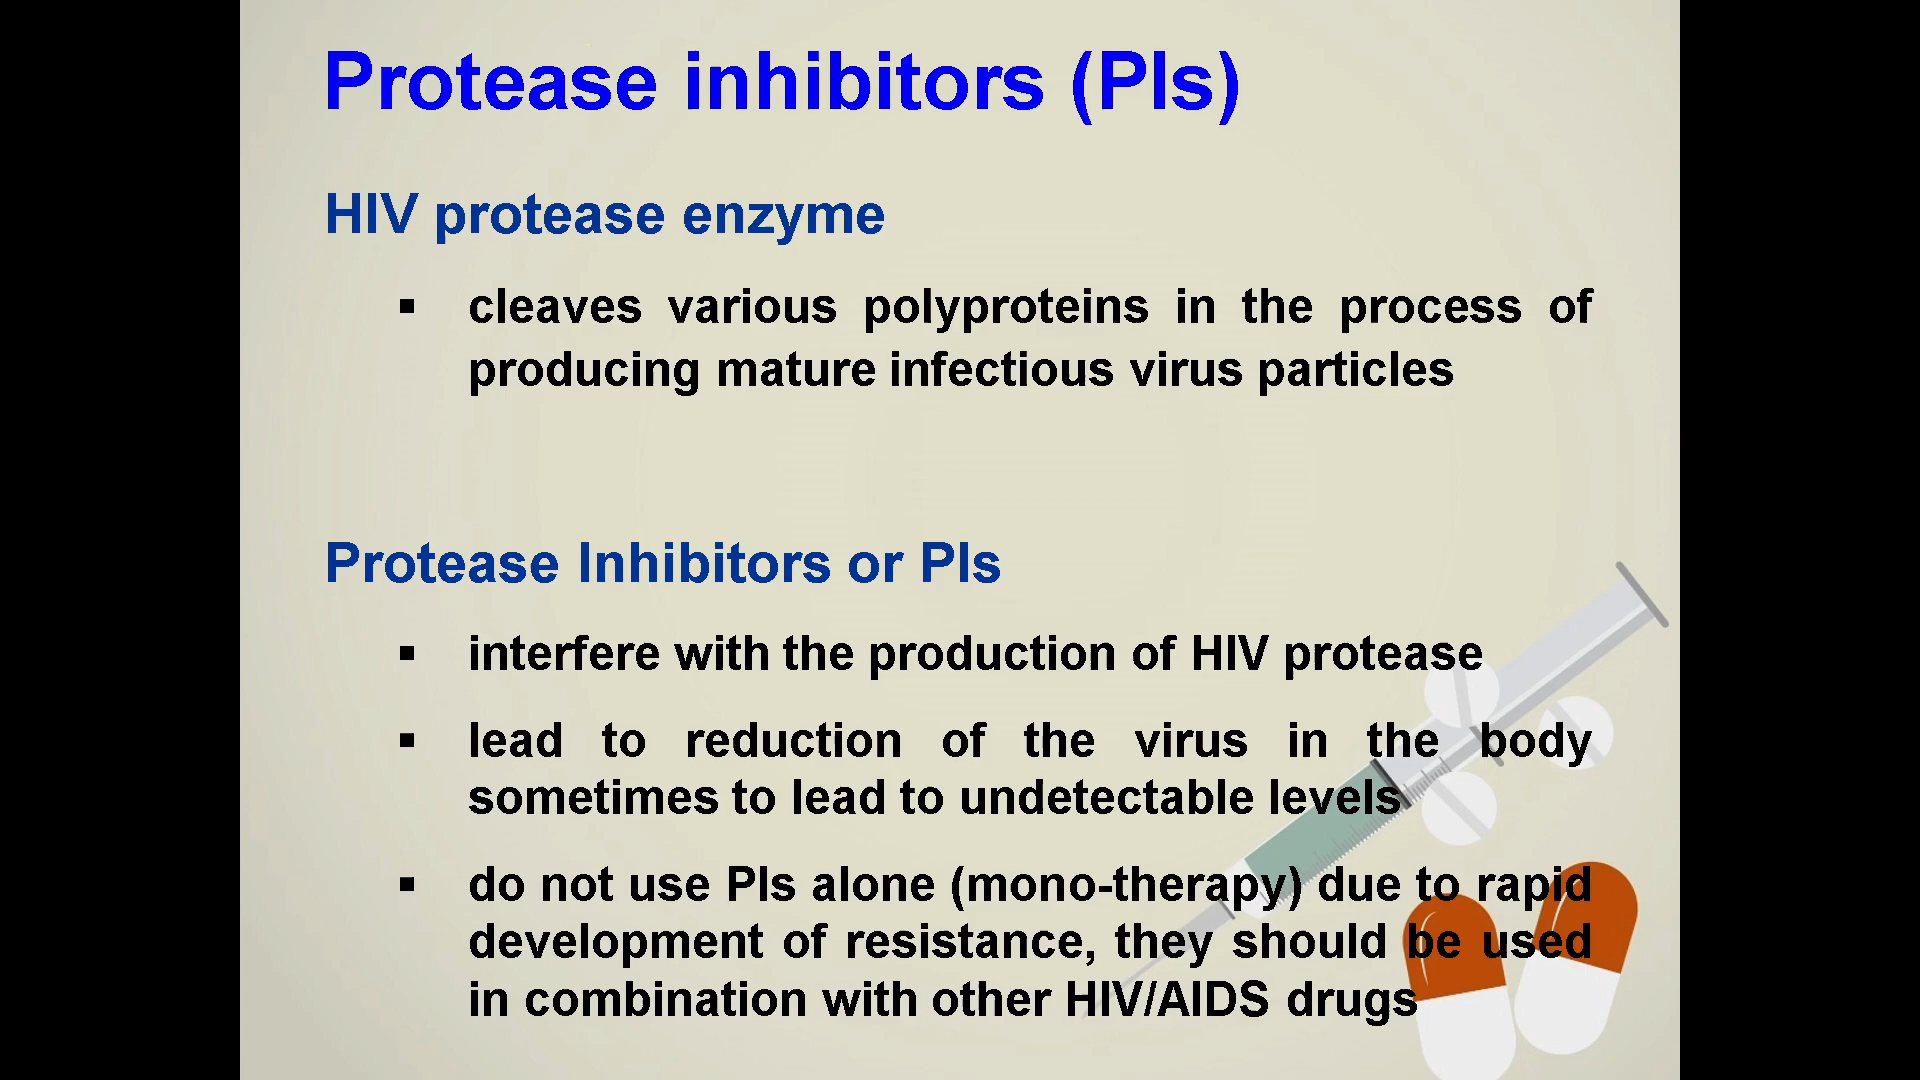 Protease inhibitors (PIs)
HIV protease enzyme
▪ cleaves various polyproteins in the process of
producing mature infectious virus particles
Protease Inhibitors or PIs
▪ interfere with the production of HIV protease
▪ lead to reduction of the virus in the body
sometimes to lead to undetectable levels
▪ do not use PIs alone (mono-therapy) due to rapid
development of resistance, they should be used
in combination with other HIV/AIDS drugs